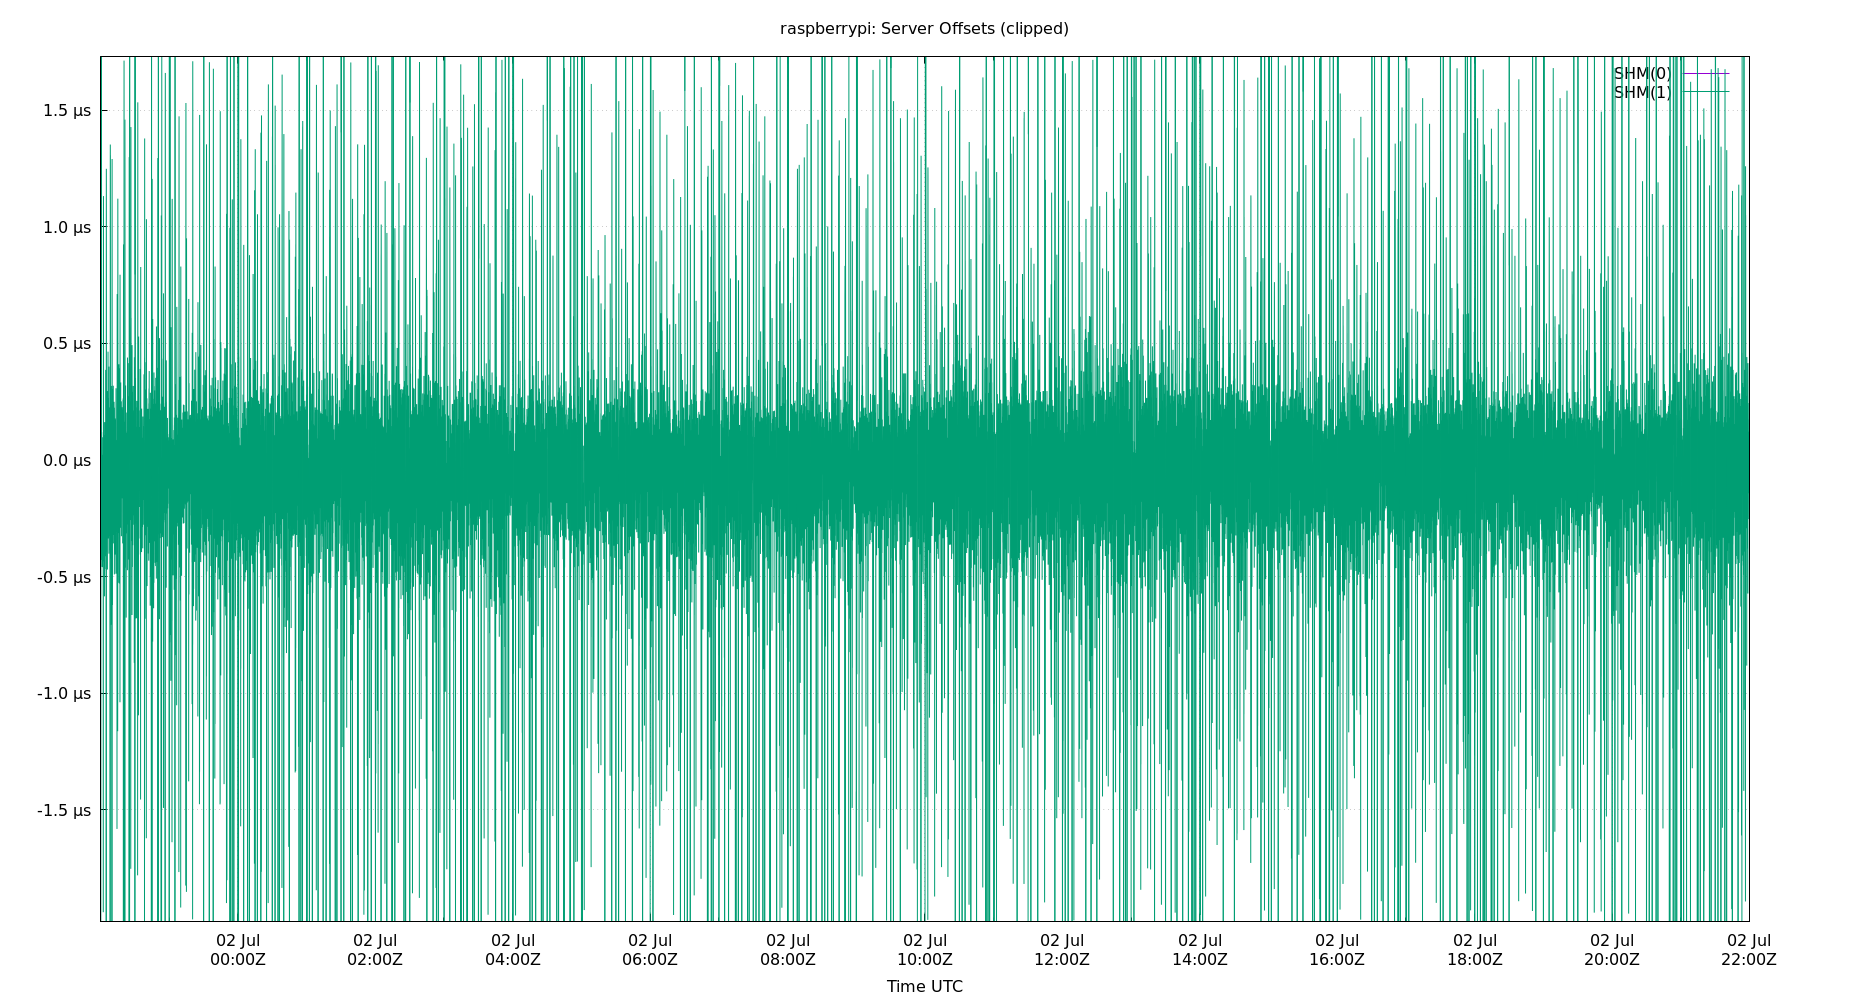 raspberrypi: Server Offsets (clipped)
SHM(0)
SHM(1)
1.5 μs
1.0 μs
0.5 μs
0.0 μs
-0.5 μs
-1.0 μs
-1.5 μs
02 Jul 02 Jul 02 Jul 02 Jul 02 Jul 02 Jul 02 Jul 02 Jul 02 Jul 02 Jul 02 Jul 02 Jul
00:00Z 02:00Z 04:00Z 06:00Z 08:00Z 10:00Z 12:00Z 14:00Z 16:00Z 18:00Z 20:00Z 22:00Z
Time UTC